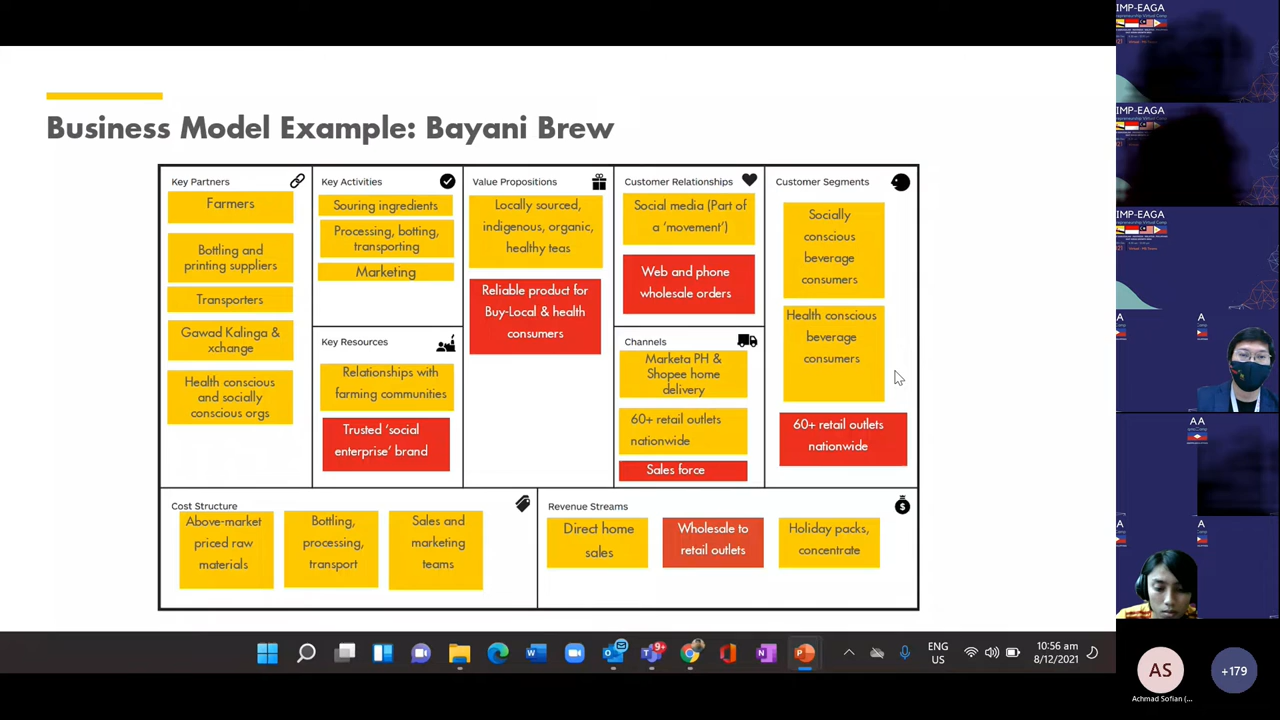 Business Model Example: Bayani Brew
Key Partners
Farmers
Bottling and
printing suppliers
Transporters
Gawad Kalinga &
xchange
Health conscious
and socially
conscious orgs
Key Activities
Souring ingredients
Processing, botting,
transporting
Marketing
Key Resources
Relationships with
farming communities
Trusted ‘social
enterprise’ brand
Value Propositions
Locally sourced,
indigenous, organic,
healthy teas
Reliable product for
Buy-Local & health
consumers
Customer Relationships
Social media (Part of
a ‘movement’)
Web and phone
wholesale orders
Channels
Marketa PH &
Shopee home
delivery
60+ retail outlets
nationwide
Sales force
Customer Segments
Socially
conscious
beverage
consumers
Health conscious
beverage
consumers
60+ retail outlets
nationwide
Cost Structure
Above-market
priced raw
materials
Bottling,
processing,
transport
Sales and
marketing
teams
Revenue Streams
Direct home
sales
Wholesale to
retail outlets
Holiday packs,
concentrate
ENG
US
10:56 am
8/12/2021
IMP-EAGA
IMP-EAGA
IMP-EAGA
A
A
AA
A
A
AS
Achmad Sofian (...
+179